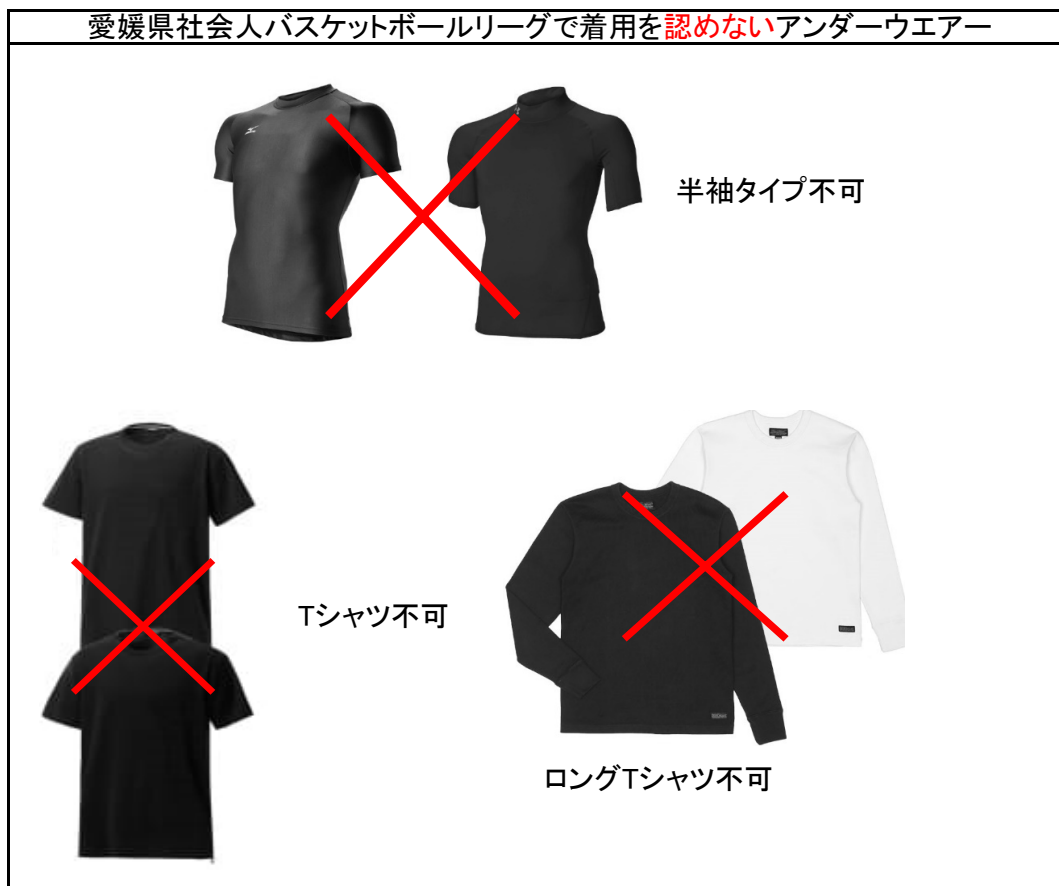 愛媛県社会人バスケットボールリーグで着用を認めないアンダーウエアー
半袖タイプ不可
Tシャツ不可
ロングTシャツ不可